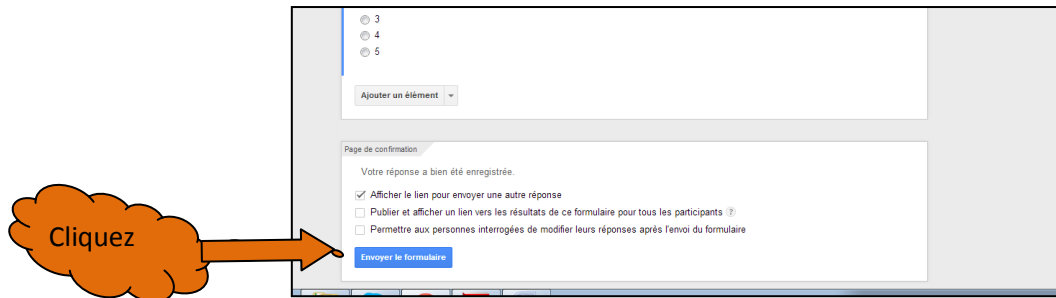 3
4
5
Ajouter un élément
Page de confirmation
Votre réponse a bien été enregistrée.
Afficher le lien pour envoyer une autre réponse
Publier et afficher un lien vers les résultats de ce formulaire pour tous les participants ?
Permettre aux personnes interrogées de modifier leurs réponses après l'envoi du formulaire
Cliquez
Envoyer le formulaire